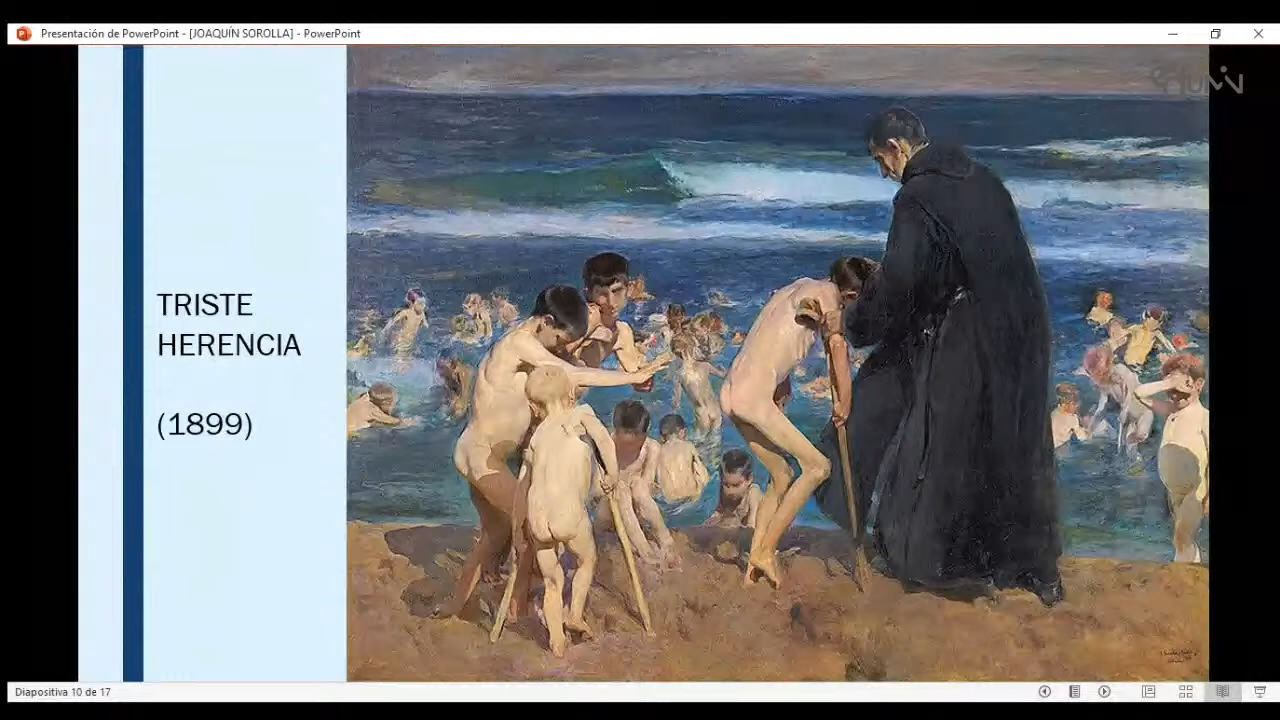 Presentación de PowerPoint - [JOAQUÍN SOROLLA] - PowerPoint
TRISTE
HERENCIA
(1899)
Diapositiva 10 de 17